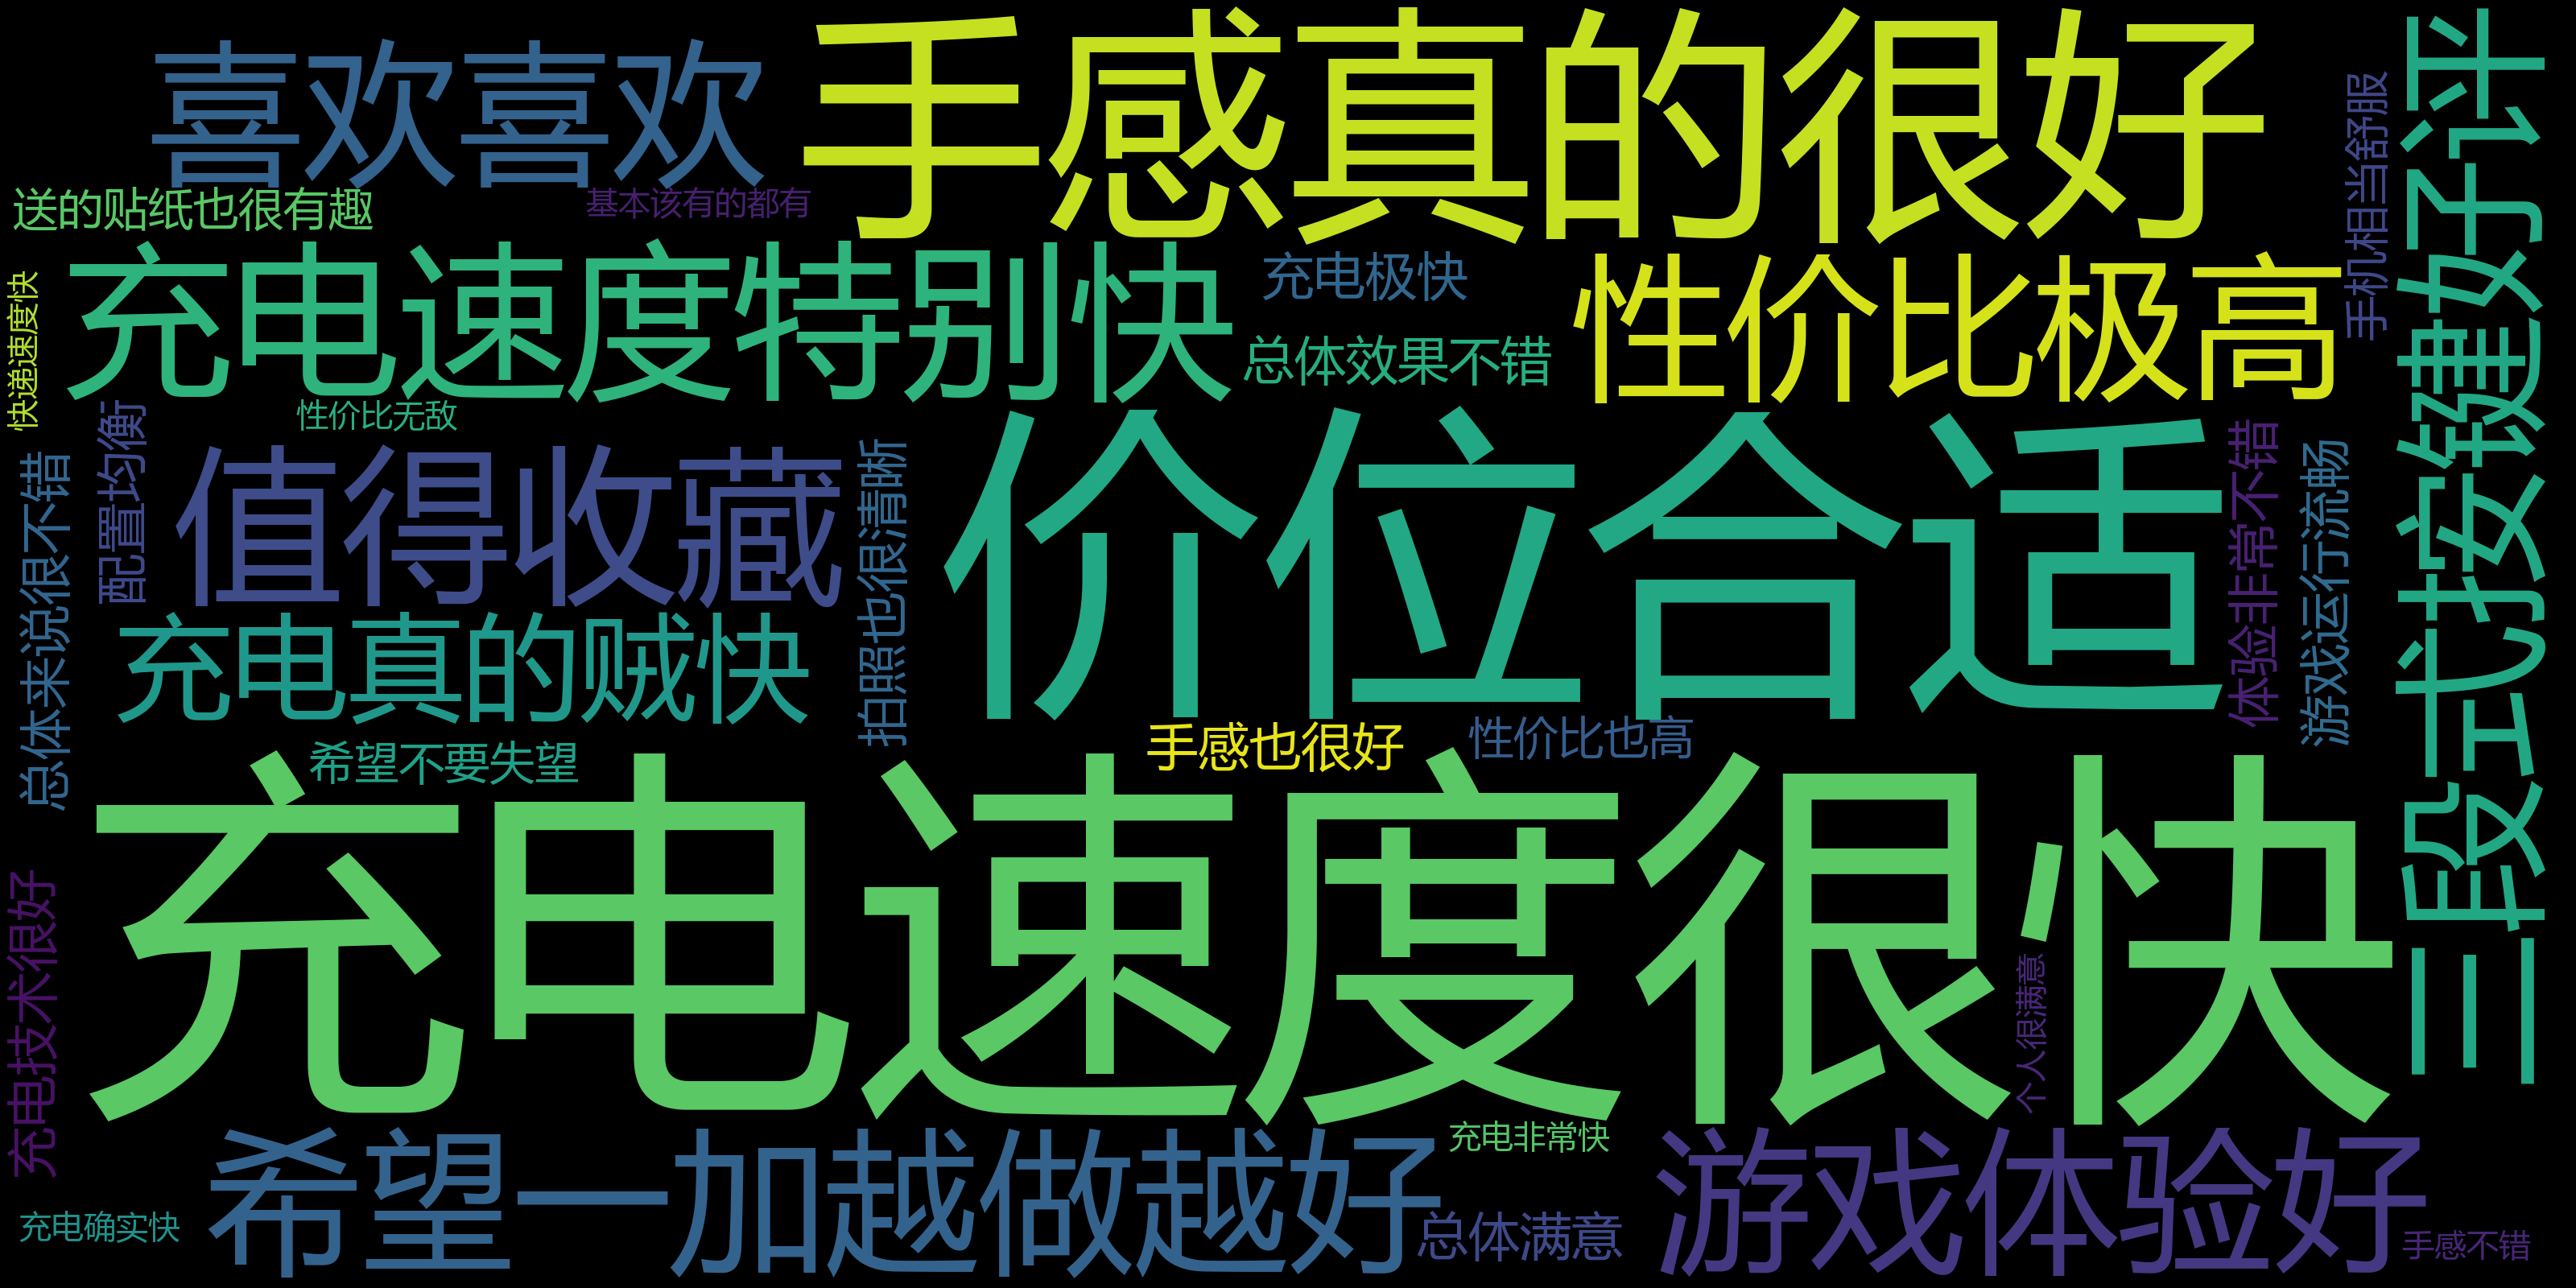 喜欢喜欢
手感真的很好
送的贴纸也很有趣
基本该有的都有
手机相当舒服
三段式按键好评
快递速度快
充电速度特别快
充电极快
总体效果不错
性价比极高
性价比无敌
配置均衡
总体来说很不错
值得收藏
拍照也很清晰
价位合适
体验非常不错
游戏运行流畅
充电真的贼快
希望不要失望
手感也很好
性价比也高
充电速度很快
充电技术很好
个人很满意
充电确实快
希望一加越做越好
充电非常快
总体满意
游戏体验好
手感不错